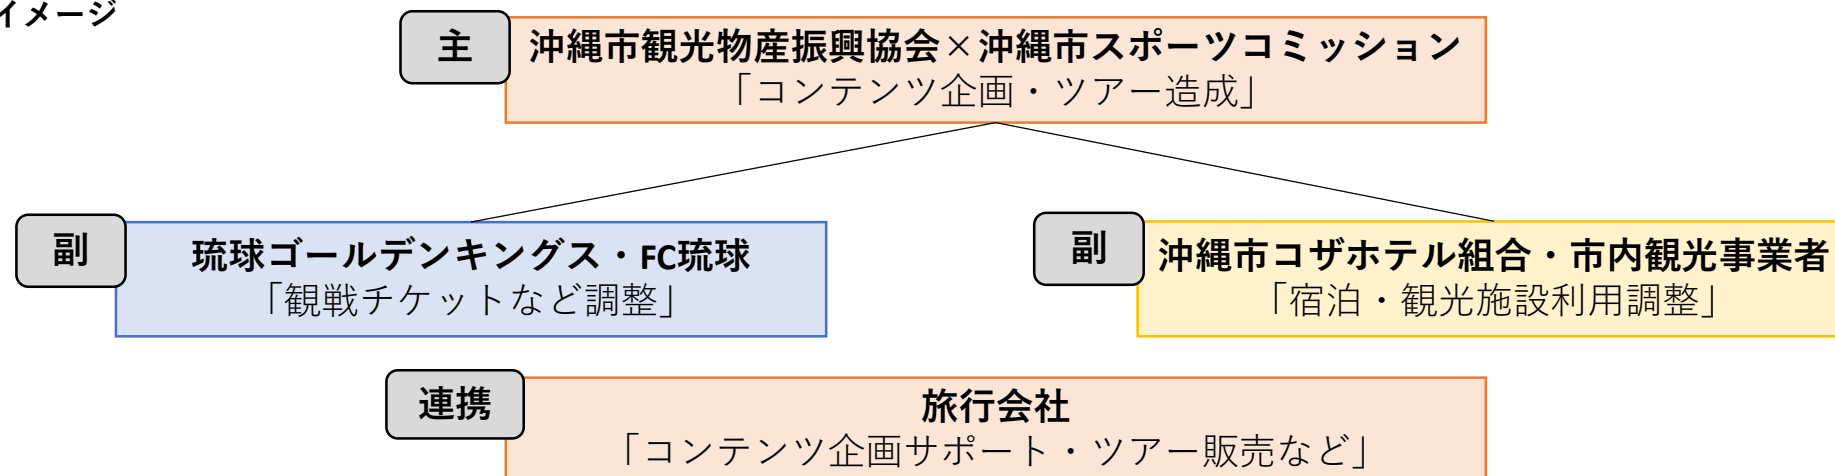 イメージ
主
沖縄市観光物産振興協会×沖縄市スポーツコミッション
「コンテンツ企画・ツアー造成」
副
琉球ゴールデンキングス・FC琉球
「観戦チケットなど調整」
副
沖縄市コザホテル組合・市内観光事業者
「宿泊・観光施設利用調整」
連携
旅行会社
「コンテンツ企画サポート・ツアー販売など」